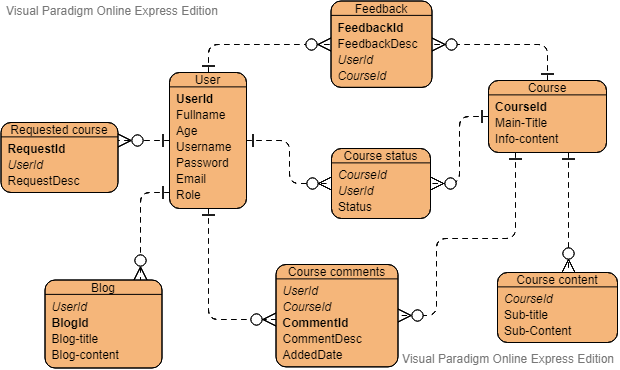 Visual Paradigm Online Express Edition
Feedback
FeedbackId
FeedbackDesc
UserId
CourseId
User
UserId
Fullname
Age
Username
Password
Email
Role
Course
CourseId
Main-Title
Info-content
Requested course
RequestId
UserId
RequestDesc
Course status
CourseId
UserId
Status
Blog
UserId
BlogId
Blog-title
Blog-content
Course comments
UserId
CourseId
CommentId
CommentDesc
AddedDate
Course content
CourseId
Sub-title
Sub-Content
Visual Paradigm Online Express Edition